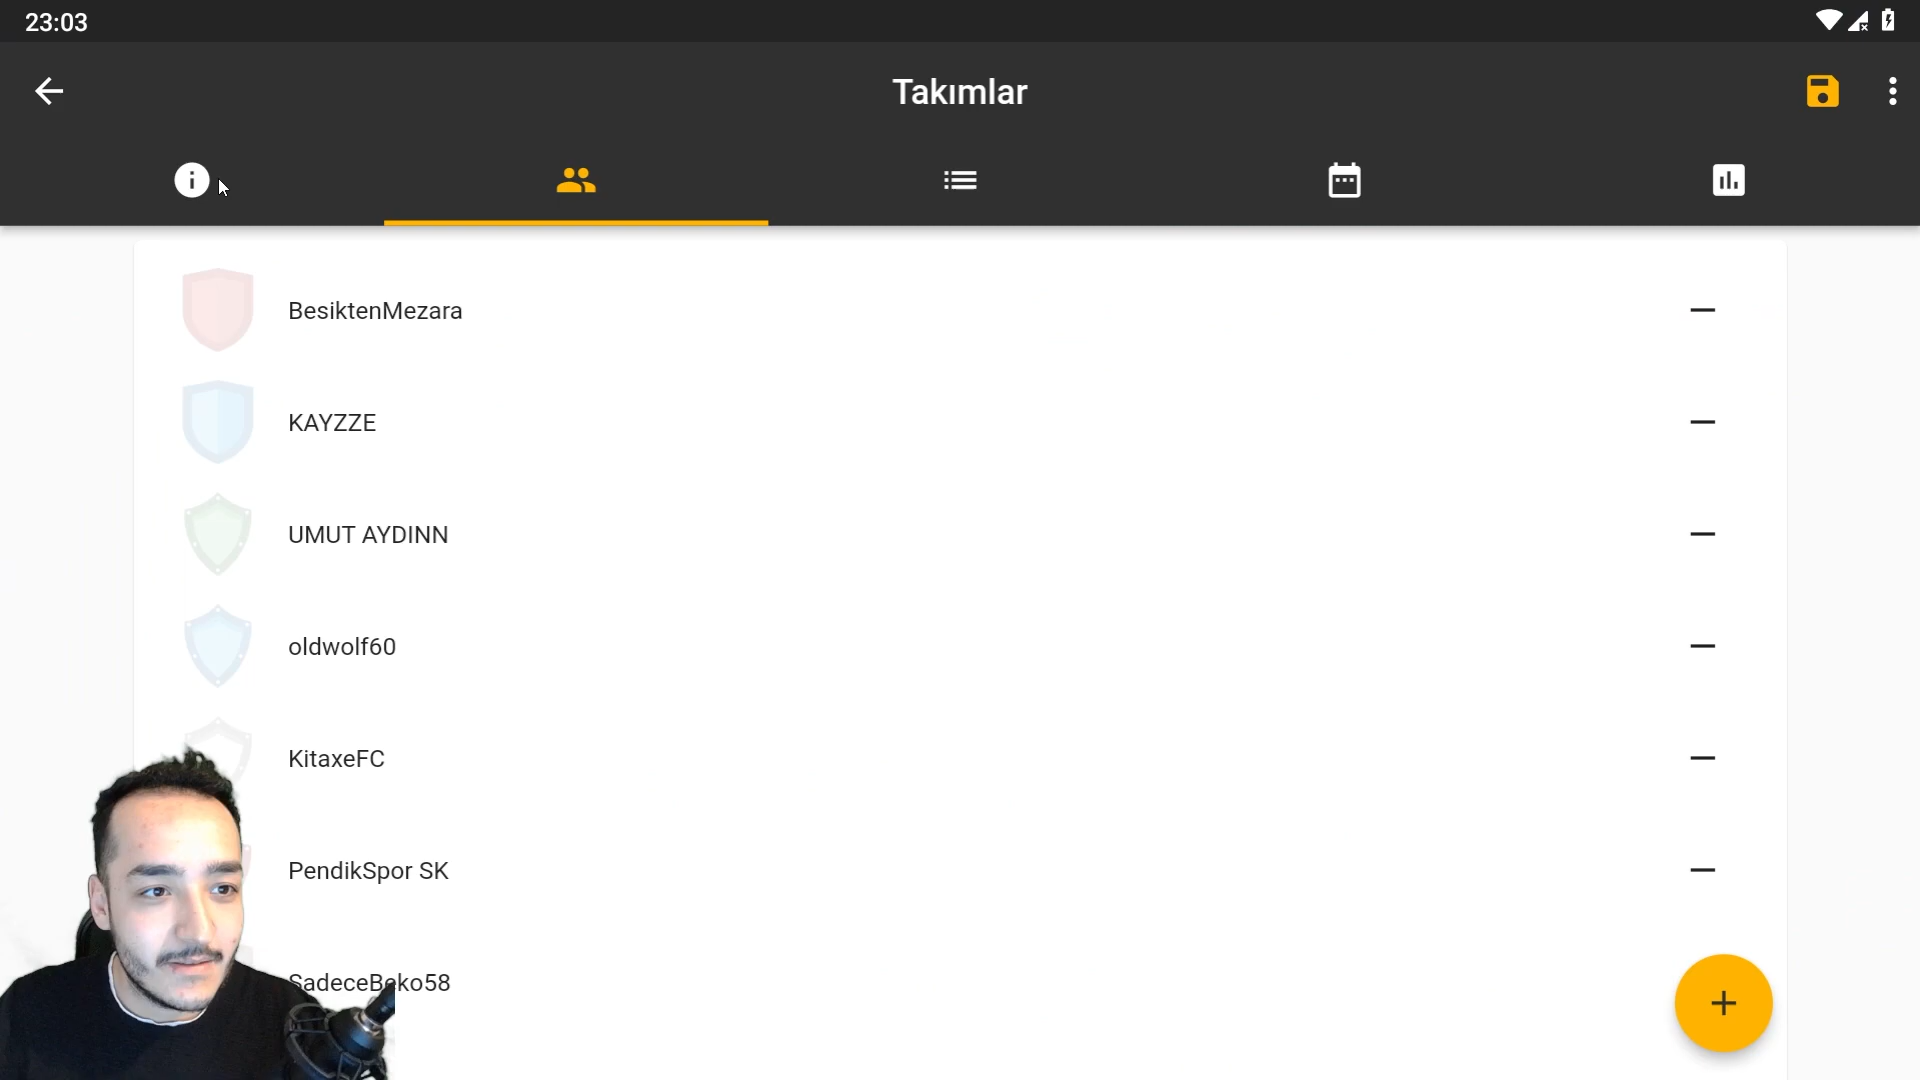 23:03
Takımlar
BesiktenMezara
KAYZZE
UMUT AYDINN
oldwolf60
KitaxeFC
PendikSpor SK
SadeceBeko58